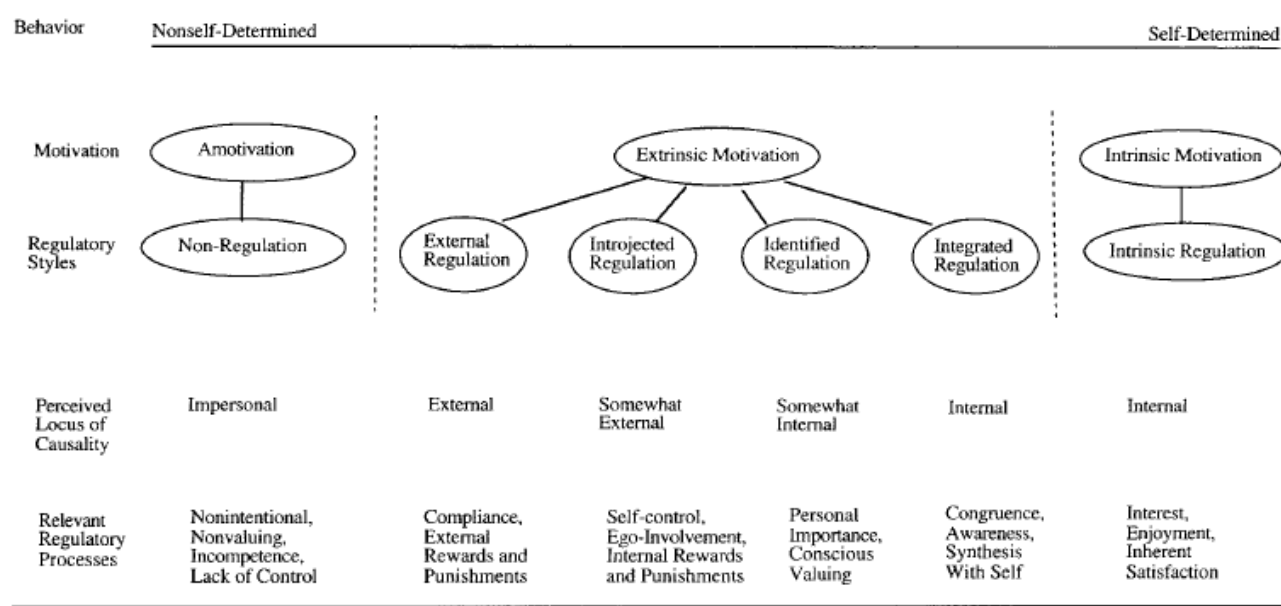 Behavior Nonself-Determined Self-Determined
Motivation Amotivation Extrinsic Motivation Intrinsic Motivation
Regulatory
Styles
Non-Regulation
External
Regulation
Introjected
Regulation
Identified
Regulation
Integrated
Regulation
Intrinsic Regulation
Perceived
Locus of
Causality
Impersonal
External
Somewhat
External
Somewhat
Internal
Internal
Internal
Relevant
Regulatory
Processes
Nonintentional,
Nonvaluing,
Incompetence,
Lack of Control
Compliance,
External
Rewards and
Punishments
Self-control,
Ego-Involvement,
Internal Rewards
and Punishments
Personal
Importance,
Conscious
Valuing
Congruence,
Awareness,
Synthesis
With Self
Interest,
Enjoyment,
Inherent
Satisfaction